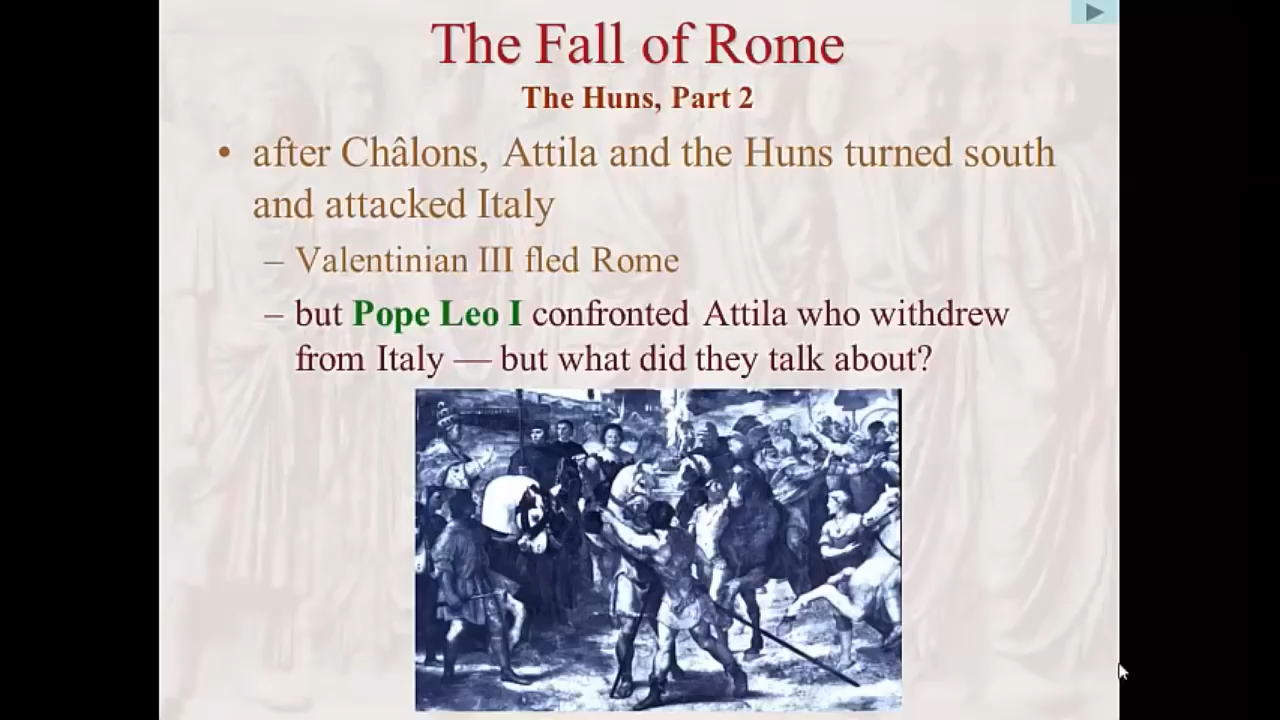 The Fall of Rome
The Huns, Part 2
• after Châlons, Attila and the Huns turned south
and attacked Italy
– Valentinian III fled Rome
– but Pope Leo I confronted Attila who withdrew
from Italy — but what did they talk about?